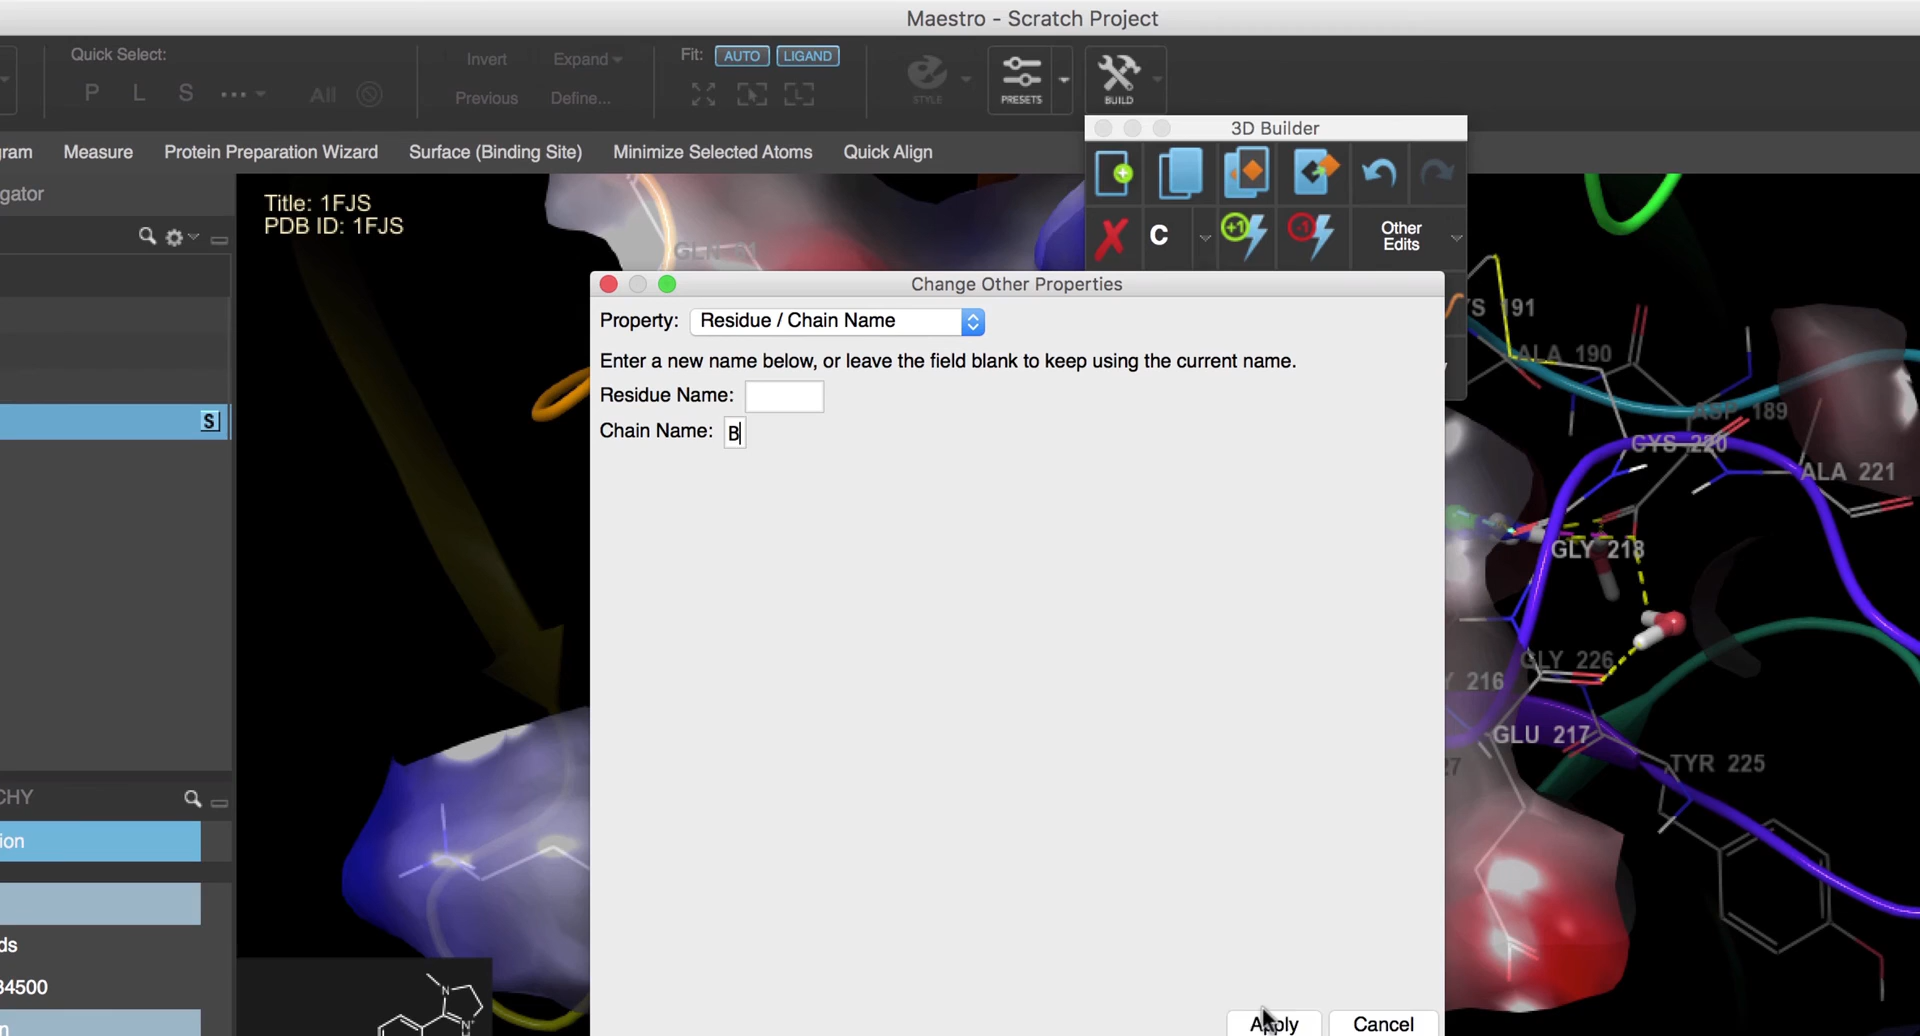 Maestro - Scratch Project
Quick Select:
P L S ... All
Invert Expand
Previous Define...
Fit: AUTO LIGAND
STYLE
PRESETS
BUILD
ram Measure Protein Preparation Wizard Surface (Binding Site) Minimize Selected Atoms Quick Align
3D Builder
C +1 -1 Other
Edits
gator
Title: 1FJS
PDB ID: 1FJS
S
CHY
ion
ds
34500
n
Change Other Properties
Property: Residue / Chain Name
Enter a new name below, or leave the field blank to keep using the current name.
Residue Name:
Chain Name: B
Apply Cancel
YS 191
ALA 190
ASP 189
CYS 220
ALA 221
GLY 218
GLY 226
216
GLU 217
27
TYR 225
N
N+
H